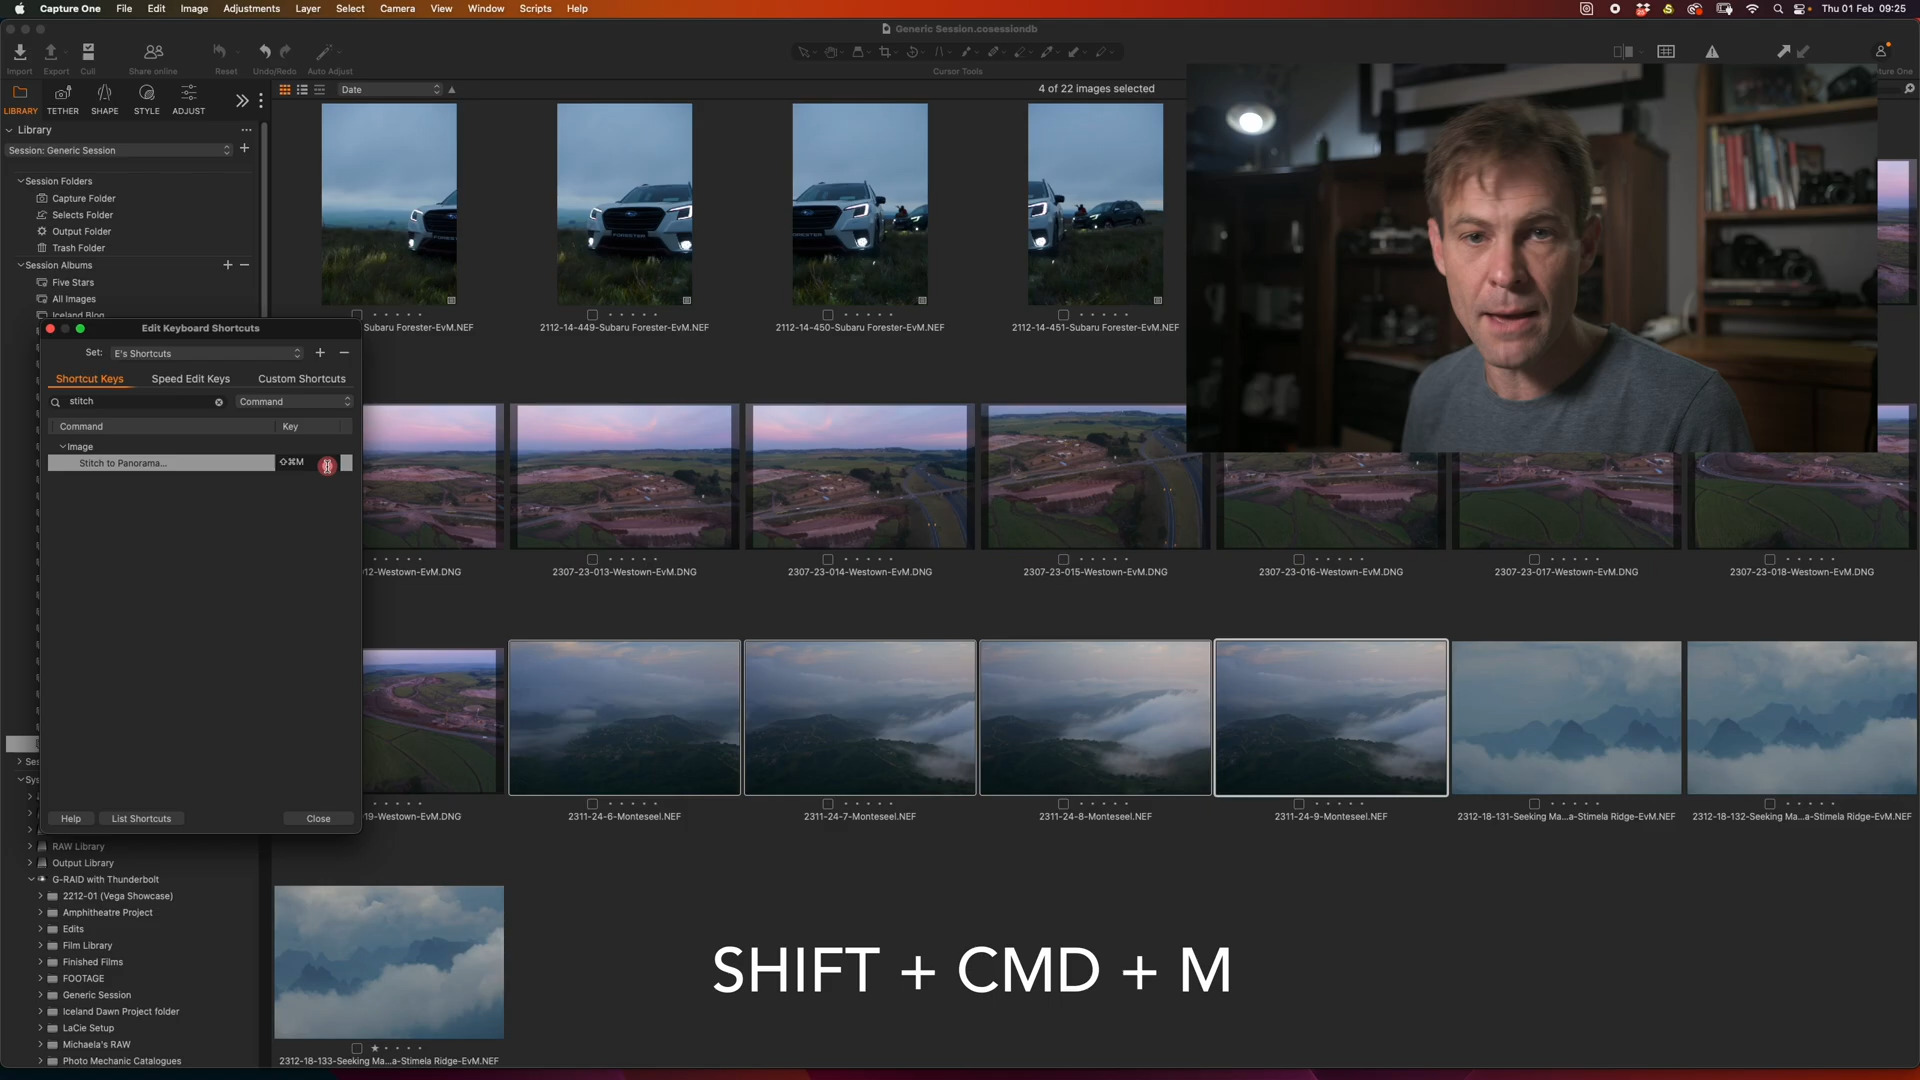 Capture One File Edit Image Adjustments Layer Select Camera View Window Scripts Help Thu 01 Feb 09:25
Generic Session.cosessiondb
Import Export Cull Share online Reset Undo/Redo Auto Adjust Cursor Tools ture One
LIBRARY TETHER SHAPE STYLE ADJUST
Date 4 of 22 images selected
Library
Session: Generic Session
Session Folders
Capture Folder
Selects Folder
Output Folder
Trash Folder
Session Albums
Five Stars
All Images
Iceland Blog
FORESTER
Subaru Forester-EvM.NEF 2112-14-449-Subaru Forester-EvM.NEF 2112-14-450-Subaru Forester-EvM.NEF 2112-14-451-Subaru Forester-EvM.NEF
Edit Keyboard Shortcuts
Set: E's Shortcuts
Shortcut Keys Speed Edit Keys Custom Shortcuts
stitch Command
Command Key
Image
Stitch to Panorama... ⇧⌘M
Help List Shortcuts Close
12-Westown-EvM.DNG 2307-23-013-Westown-EvM.DNG 2307-23-014-Westown-EvM.DNG 2307-23-015-Westown-EvM.DNG 2307-23-016-Westown-EvM.DNG 2307-23-017-Westown-EvM.DNG 2307-23-018-Westown-EvM.DNG
Ses
Sys
19-Westown-EvM.DNG 2311-24-6-Monteseel.NEF 2311-24-7-Monteseel.NEF 2311-24-8-Monteseel.NEF 2311-24-9-Monteseel.NEF 2312-18-131-Seeking Ma...a-Stimela Ridge-EvM.NEF 2312-18-132-Seeking Ma...a-Stimela Ridge-EvM.NEF
RAW Library
Output Library
G-RAID with Thunderbolt
2212-01 (Vega Showcase)
Amphitheatre Project
Edits
Film Library
Finished Films
FOOTAGE
Generic Session
Iceland Dawn Project folder
LaCie Setup
Michaela's RAW
Photo Mechanic Catalogues
2312-18-133-Seeking Ma...a-Stimela Ridge-EvM.NEF
SHIFT + CMD + M